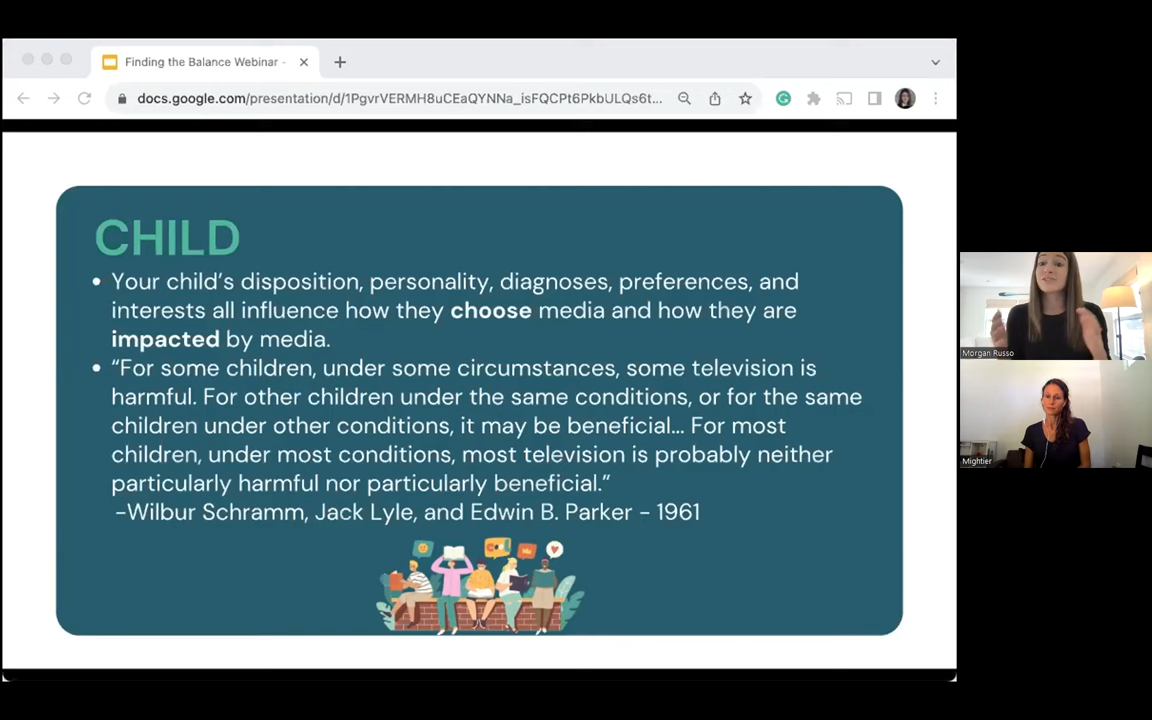 Finding the Balance Webinar -
docs.google.com/presentation/d/1PgvrVERMH8uCEaQYNNa_isFQCPt6PkbULQs6t...
CHILD
• Your child’s disposition, personality, diagnoses, preferences, and
interests all influence how they choose media and how they are
impacted by media.
• “For some children, under some circumstances, some television is
harmful. For other children under the same conditions, or for the same
children under other conditions, it may be beneficial... For most
children, under most conditions, most television is probably neither
particularly harmful nor particularly beneficial.”
–Wilbur Schramm, Jack Lyle, and Edwin B. Parker – 1961
Morgan Russo
Mightier